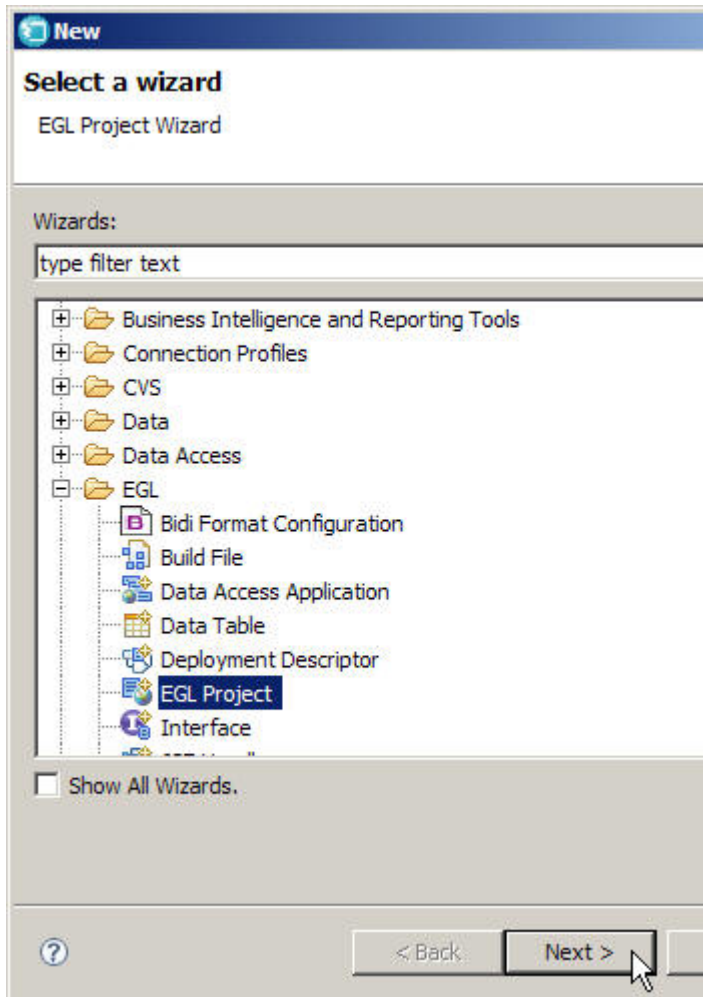 New
Select a wizard
EGL Project Wizard
Wizards:
type filter text
Business Intelligence and Reporting Tools
Connection Profiles
CVS
Data
Data Access
EGL
Bidi Format Configuration
Build File
Data Access Application
Data Table
Deployment Descriptor
EGL Project
Interface
Show All Wizards.
< Back Next >